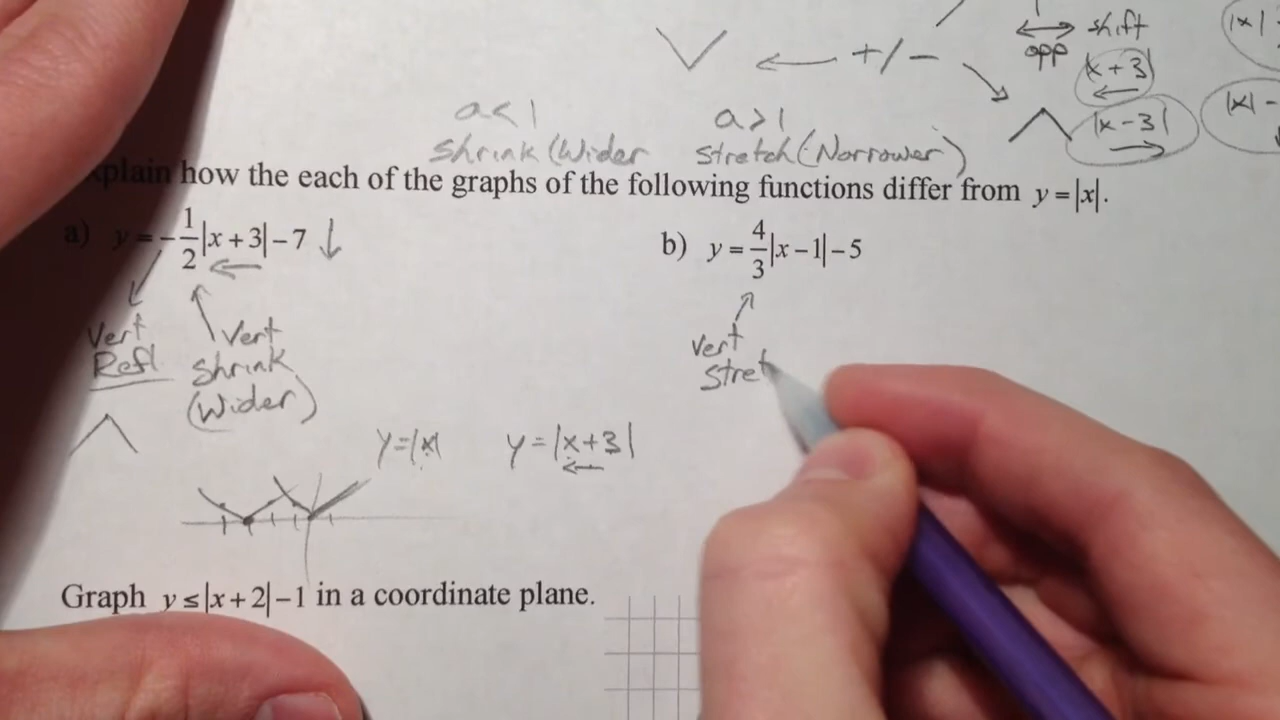 shift
+/-
opp
|x+3|
|x|
a<1
a>1
|x-3|
|x| -
Shrink (Wider
Stretch (Narrower)
xplain how the each of the graphs of the following functions differ from y=|x|.
a) y = -1/2|x+3|-7
b) y = 4/3|x-1|-5
Vert
Refl
Vert
Shrink
(Wider)
Vert
Stret
y=|x|
y=|x+3|
Graph y≤|x+2|-1 in a coordinate plane.